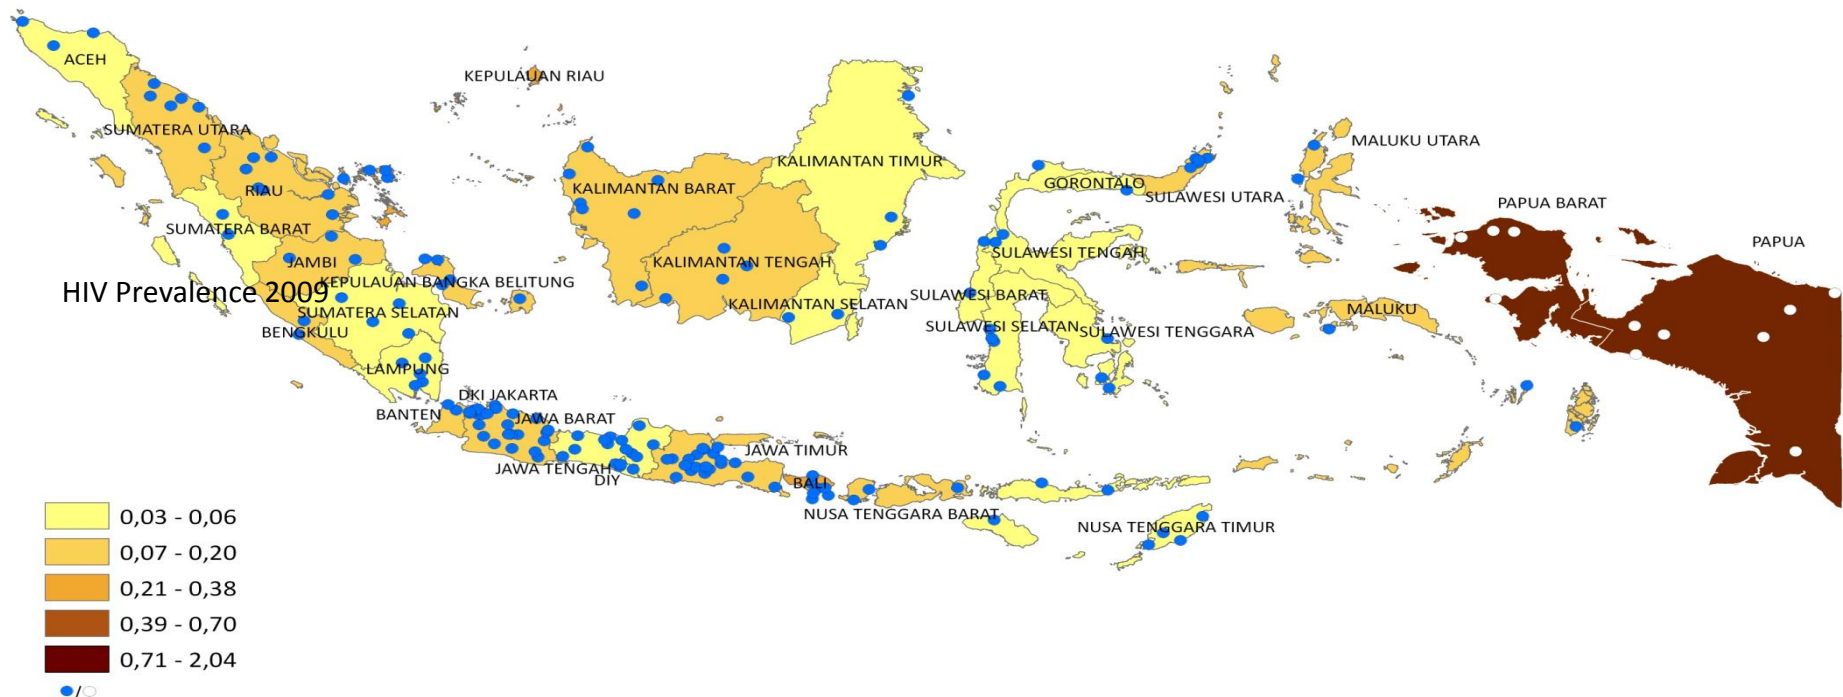 KEPULAUAN RIAU
ACEH
SUMATERA UTARA
MALUKU UTARA
KALIMANTAN TIMUR
GORONTALO
KALIMANTAN BARAT
RIAU
SULAWESI UTARA
PAPUA BARAT
SUMATERA BARAT
PAPUA
SULAWESI TENGAH
JAMBI
KALIMANTAN TENGAH
KEPULAUAN BANGKA BELITUNG
HIV Prevalence 2009
SULAWESI BARAT
KALIMANTAN SELATAN
SUMATERA SELATAN
MALUKU
BENGKULU
SULAWESI SELATAN
SULAWESI TENGGARA
LAMPUNG
DKI JAKARTA
BANTEN
JAWA BARAT
JAWA TIMUR
JAWA TENGAH
DIY
BALI
NUSA TENGGARA BARAT
NUSA TENGGARA TIMUR
0,03 - 0,06
0,07 - 0,20
0,21 - 0,38
0,39 - 0,70
0,71 - 2,04
/